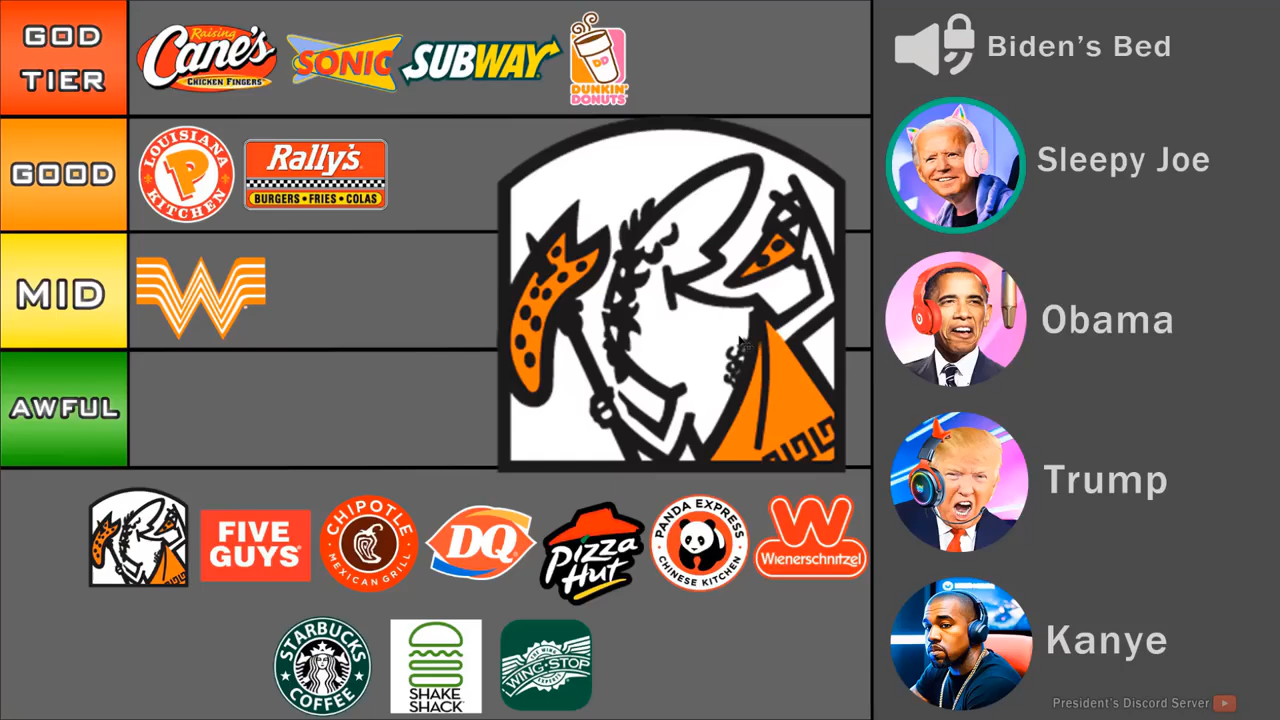 GOD
TIER
Raising
Cane's
CHICKEN FINGERS
SONIC
SUBWAY
DD
DUNKIN'
DONUTS
GOOD
LOUISIANA
P
KITCHEN
Rally's
BURGERS • FRIES • COLAS
MID
W
AWFUL
FIVE
GUYS
CHIPOTLE
MEXICAN GRILL
DQ
Pizza
Hut
PANDA EXPRESS
CHINESE KITCHEN
W
Wienerschnitzel
STARBUCKS
COFFEE
SHAKE
SHACK
WING·STOP
Biden's Bed
Sleepy Joe
Obama
Trump
Kanye
President's Discord Server